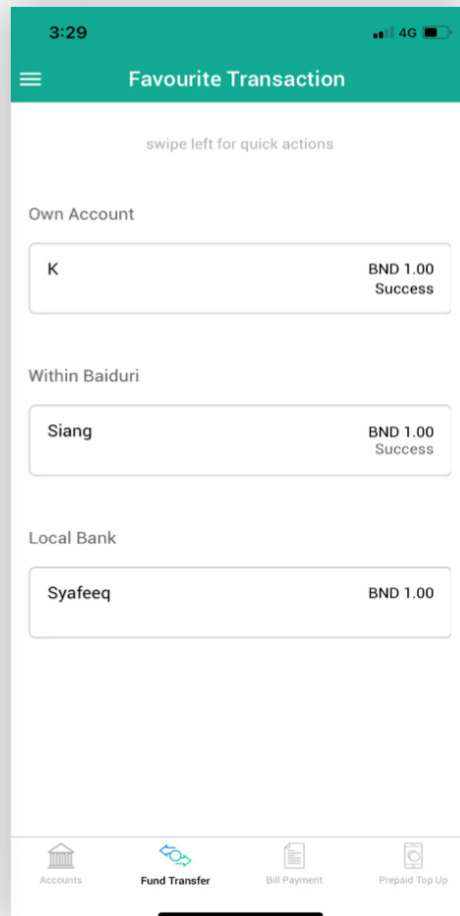 3:29
4G
Favourite Transaction
swipe left for quick actions
Own Account
K BND 1.00
Success
Within Baiduri
Siang BND 1.00
Success
Local Bank
Syafeeq BND 1.00
Accounts Fund Transfer Bill Payment Prepaid Top Up